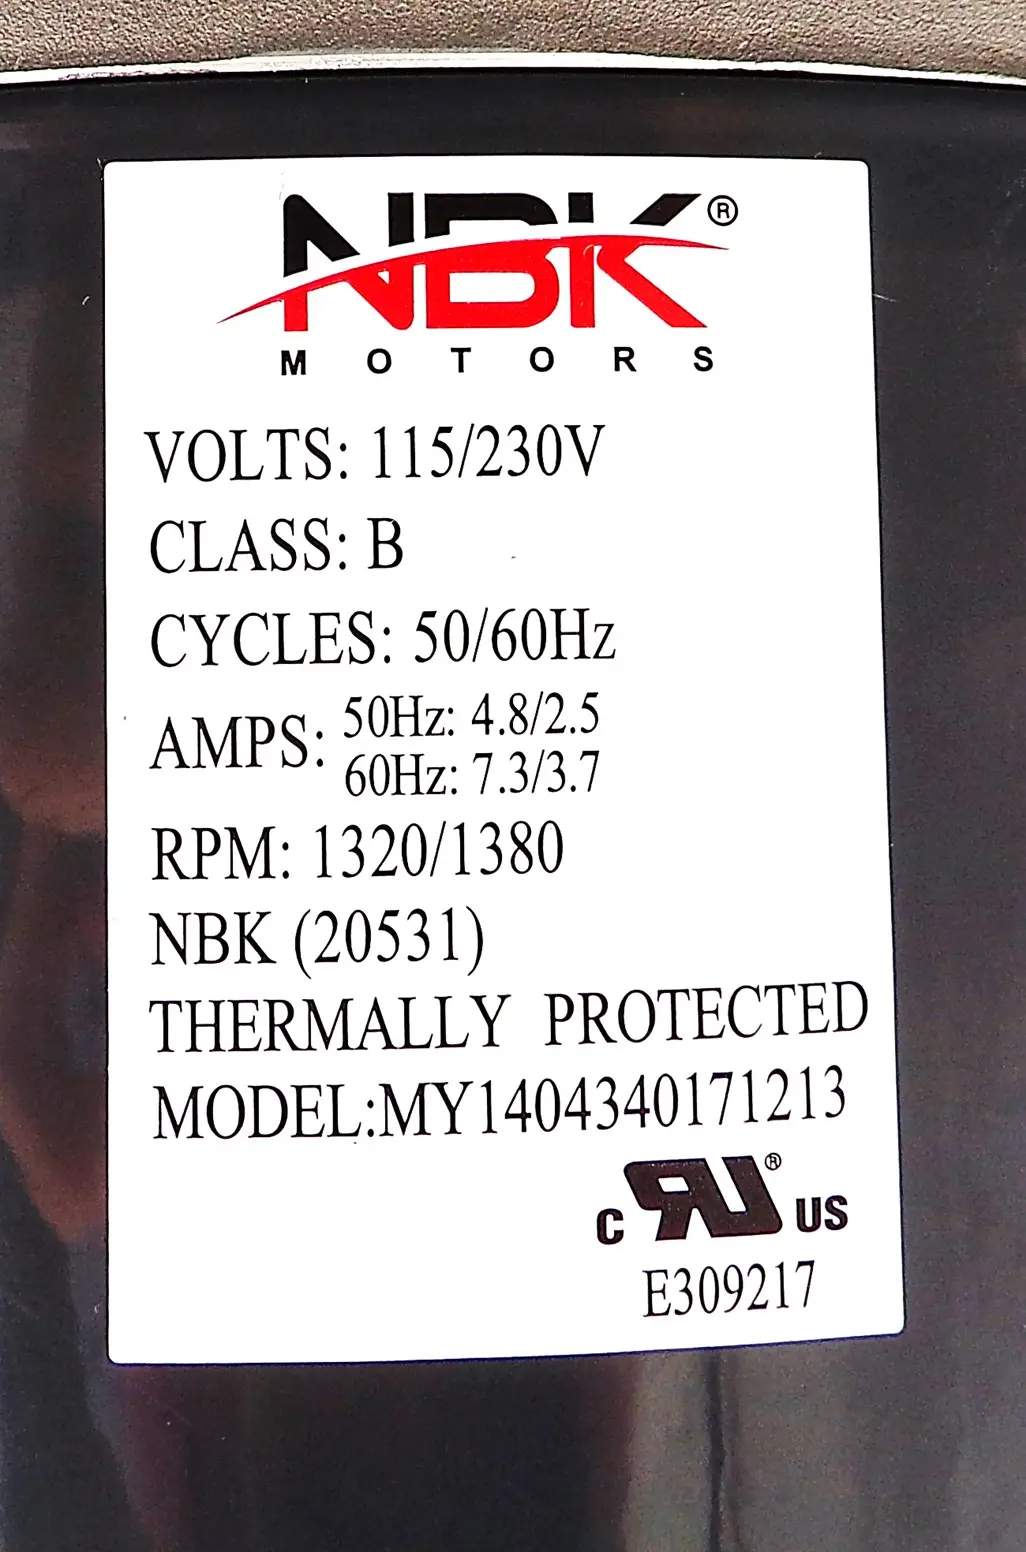 NBK®
MOTORS
VOLTS: 115/230V
CLASS: B
CYCLES: 50/60Hz
AMPS: 50Hz: 4.8/2.5
60Hz: 7.3/3.7
RPM: 1320/1380
NBK (20531)
THERMALLY PROTECTED
MODEL:MY1404340171213
c RU® US
E309217